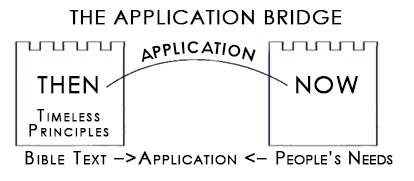 THE APPLICATION BRIDGE
APPLICATION
THEN NOW
TIMELESS
PRINCIPLES
BIBLE TEXT –>APPLICATION <– PEOPLE'S NEEDS